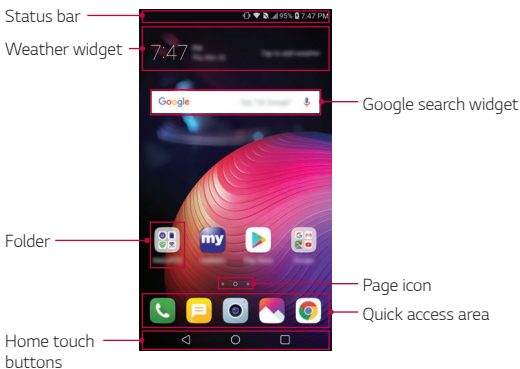 Status bar
95% 7:47 PM
Weather widget
7:47
Google
Google search widget
Folder
my
G M
Page icon
Quick access area
Home touch
buttons